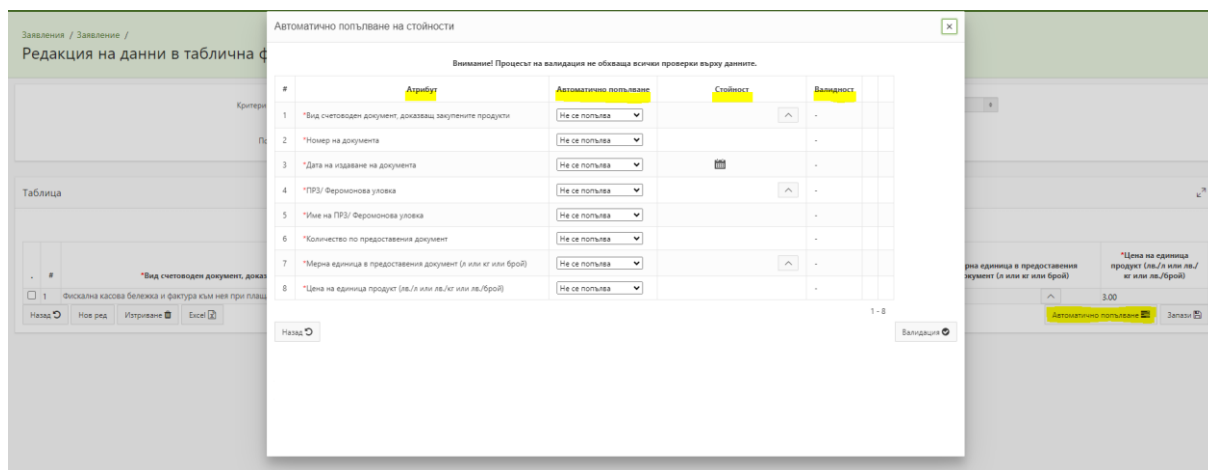 Заявления / Заявление /
Редакция на данни в таблична ф
Автоматично попълване на стойности
Внимание! Процесът на валидация не обхваща всички проверки върху данните.
# Атрибут Автоматично попълване Стойност Валидност
1 *Вид счетоводен документ, доказващ закупените продукти Не се попълва -
2 *Номер на документа Не се попълва -
3 *Дата на издаване на документа Не се попълва -
4 *ПРЗ/ Феромонова уловка Не се попълва -
5 *Име на ПРЗ/ Феромонова уловка Не се попълва -
6 *Количество по предоставения документ Не се попълва -
7 *Мерна единица в предоставения документ (л или кг или брой) Не се попълва -
8 *Цена на единица продукт (лв./л или лв./кг или лв./брой) Не се попълва -
1 - 8
Назад Валидация
Критери
По
Таблица
. # *Вид счетоводен документ, доказ
рна единица в предоставения
окумент (л или кг или брой)
*Цена на единица
продукт (лв./л или лв./
кг или лв./брой)
1 Фискална касова бележка и фактура към нея при плащ 3.00
Назад Нов ред Изтриване Excel Автоматично попълване Запази